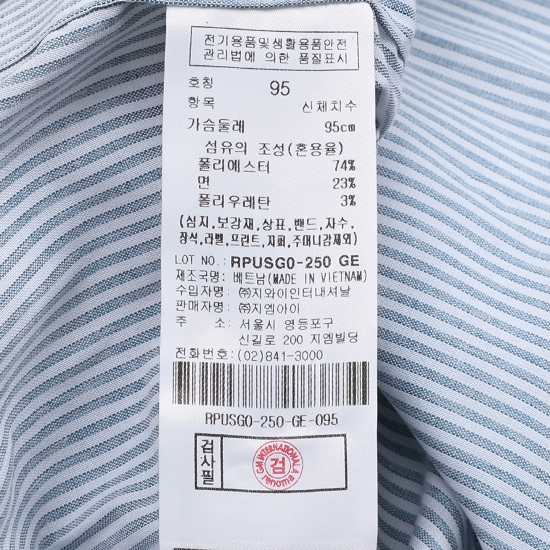 전기용품및생활용품안전
관리법에 의한 품질표시
호칭 95
항목 신체치수
가슴둘레 95cm
섬유의 조성(혼용율)
폴리에스터 74%
면 23%
폴리우레탄 3%
(심지,보강재,상표,밴드,자수,
장식,라벨,프린트,지퍼,주머니감제외)
LOT NO.: RPUSG0-250 GE
제조국명: 베트남(MADE IN VIETNAM)
수입자명: ㈜지와이인터내셔날
판매자명: ㈜지엠아이
주소: 서울시 영등포구
신길로 200 지엠빌딩
전화번호: (02)841-3000
RPUSG0-250-GE-095
검사필
GM INTERNATIONAL
검
renoma